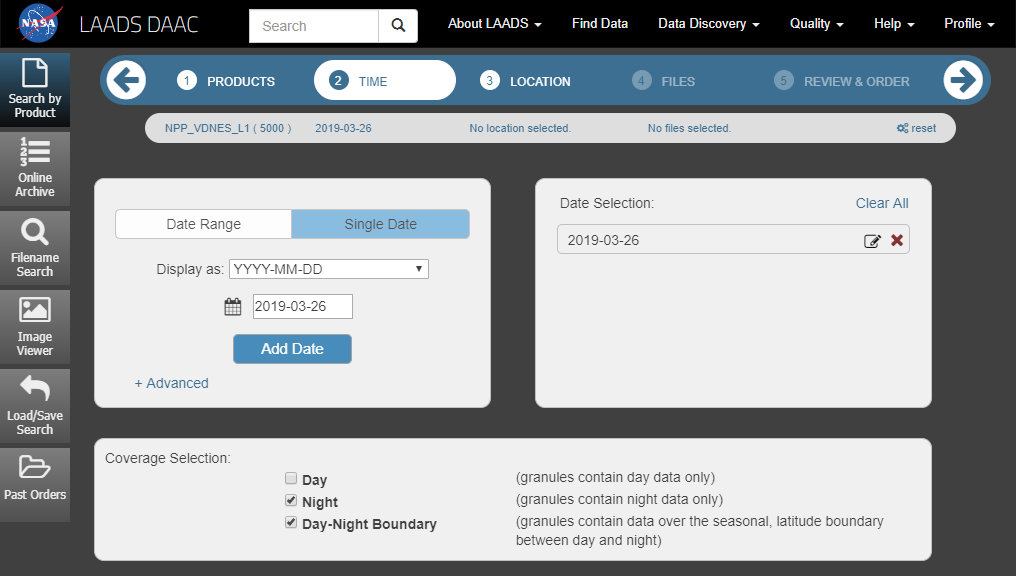 NASA
LAADS DAAC
Search
About LAADS
Find Data
Data Discovery
Quality
Help
Profile
Search by
Product
1
2
3
Online
Archive
Filename
Search
Image
Viewer
Load/Save
Search
Past Orders
1 PRODUCTS
2 TIME
3 LOCATION
4 FILES
5 REVIEW & ORDER
NPP_VDNES_L1 ( 5000 )
2019-03-26
No location selected.
No files selected.
reset
Date Range
Single Date
Display as: YYYY-MM-DD
2019-03-26
Add Date
+ Advanced
Date Selection:
Clear All
2019-03-26
Coverage Selection:
Day (granules contain day data only)
Night (granules contain night data only)
Day-Night Boundary (granules contain data over the seasonal, latitude boundary
between day and night)